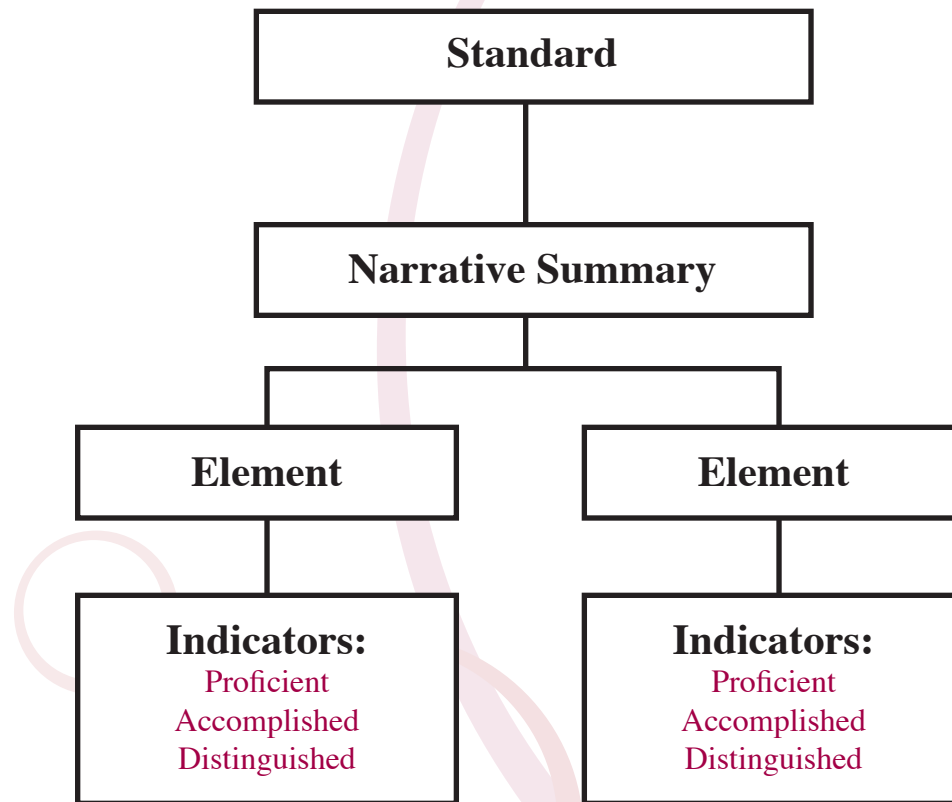 Standard
Narrative Summary
Element
Element
Indicators:
Proficient
Accomplished
Distinguished
Indicators:
Proficient
Accomplished
Distinguished